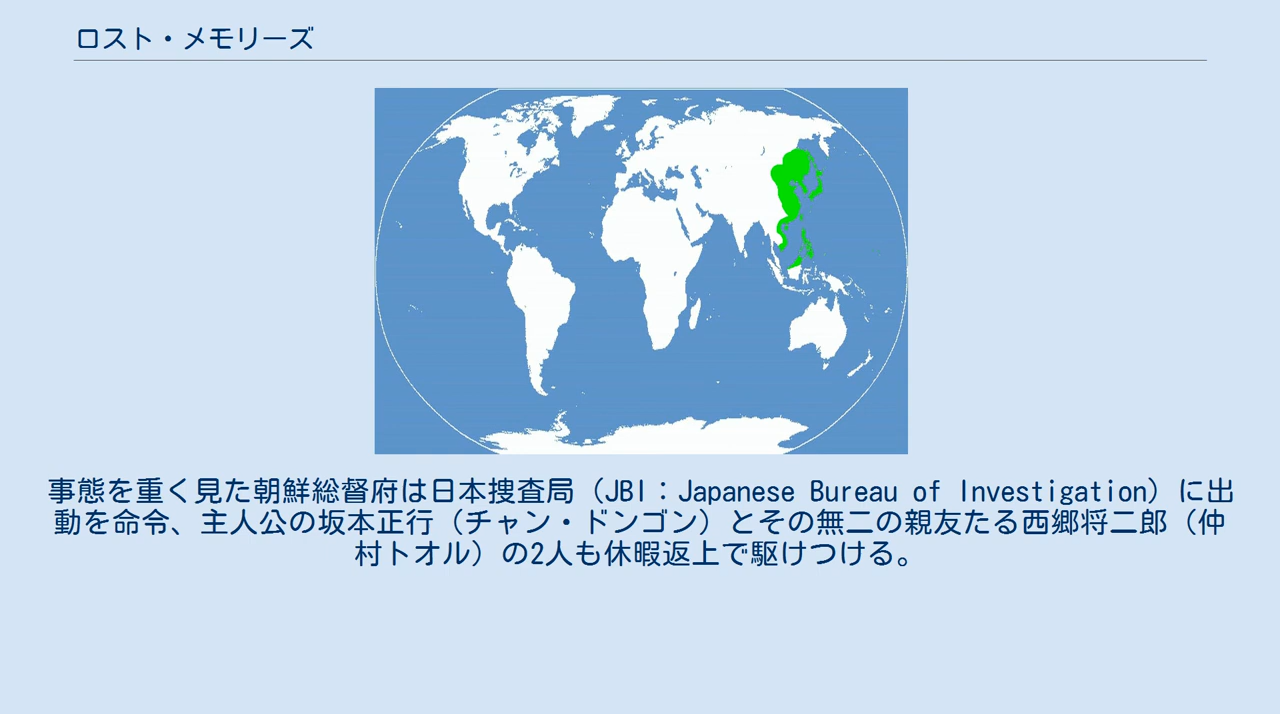 ロスト・メモリーズ
事態を重く見た朝鮮総督府は日本捜査局（JBI：Japanese Bureau of Investigation）に出
動を命令、主人公の坂本正行（チャン・ドンゴン）とその無二の親友たる西郷将二郎（仲
村トオル）の2人も休暇返上で駆けつける。